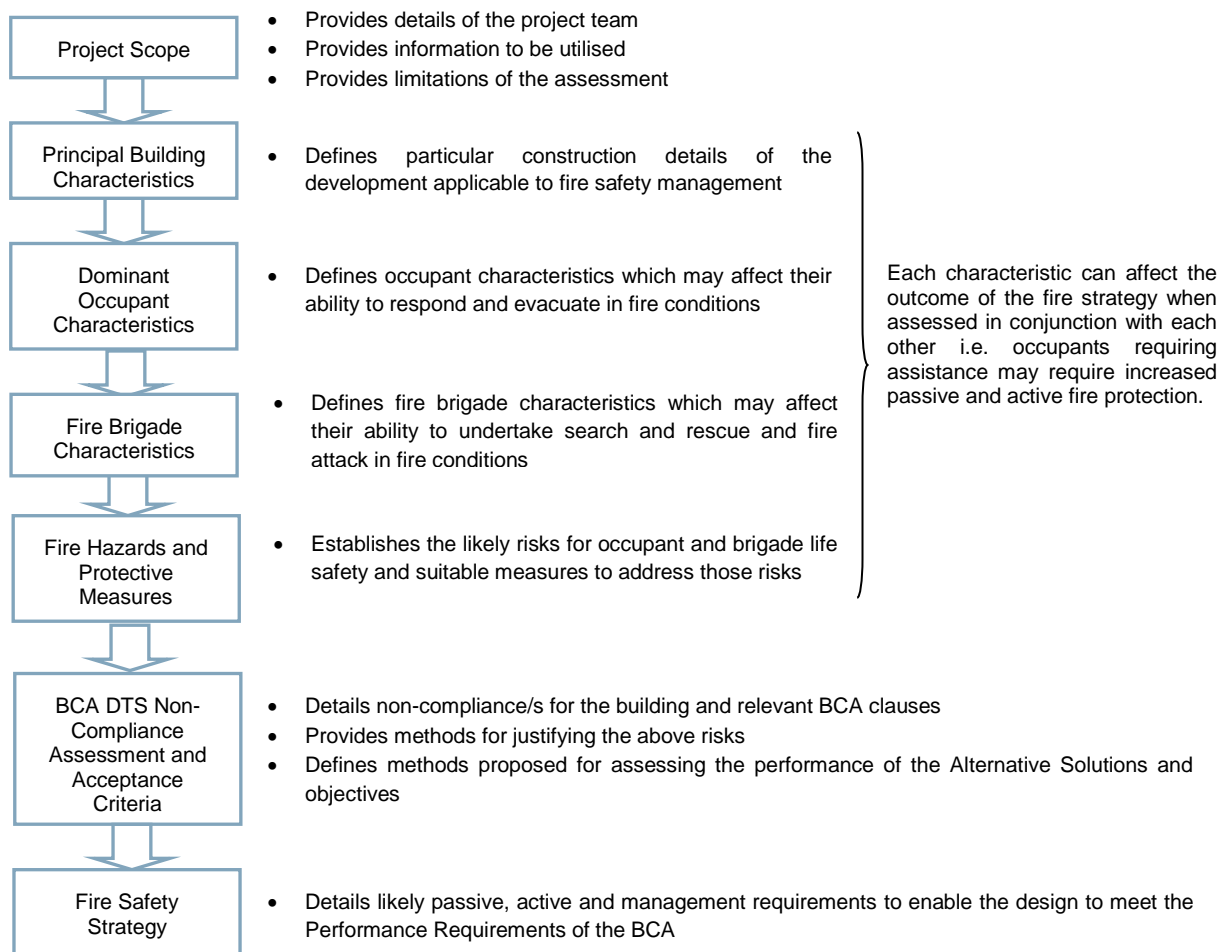 Project Scope
• Provides details of the project team
• Provides information to be utilised
• Provides limitations of the assessment
Principal Building
Characteristics
• Defines particular construction details of the
development applicable to fire safety management
Dominant
Occupant
Characteristics
• Defines occupant characteristics which may affect their
ability to respond and evacuate in fire conditions
Fire Brigade
Characteristics
• Defines fire brigade characteristics which may affect
their ability to undertake search and rescue and fire
attack in fire conditions
Fire Hazards and
Protective
Measures
• Establishes the likely risks for occupant and brigade life
safety and suitable measures to address those risks
Each characteristic can affect the
outcome of the fire strategy when
assessed in conjunction with each
other i.e. occupants requiring
assistance may require increased
passive and active fire protection.
BCA DTS Non-
Compliance
Assessment and
Acceptance
Criteria
• Details non-compliance/s for the building and relevant BCA clauses
• Provides methods for justifying the above risks
• Defines methods proposed for assessing the performance of the Alternative Solutions and
objectives
Fire Safety
Strategy
• Details likely passive, active and management requirements to enable the design to meet the
Performance Requirements of the BCA